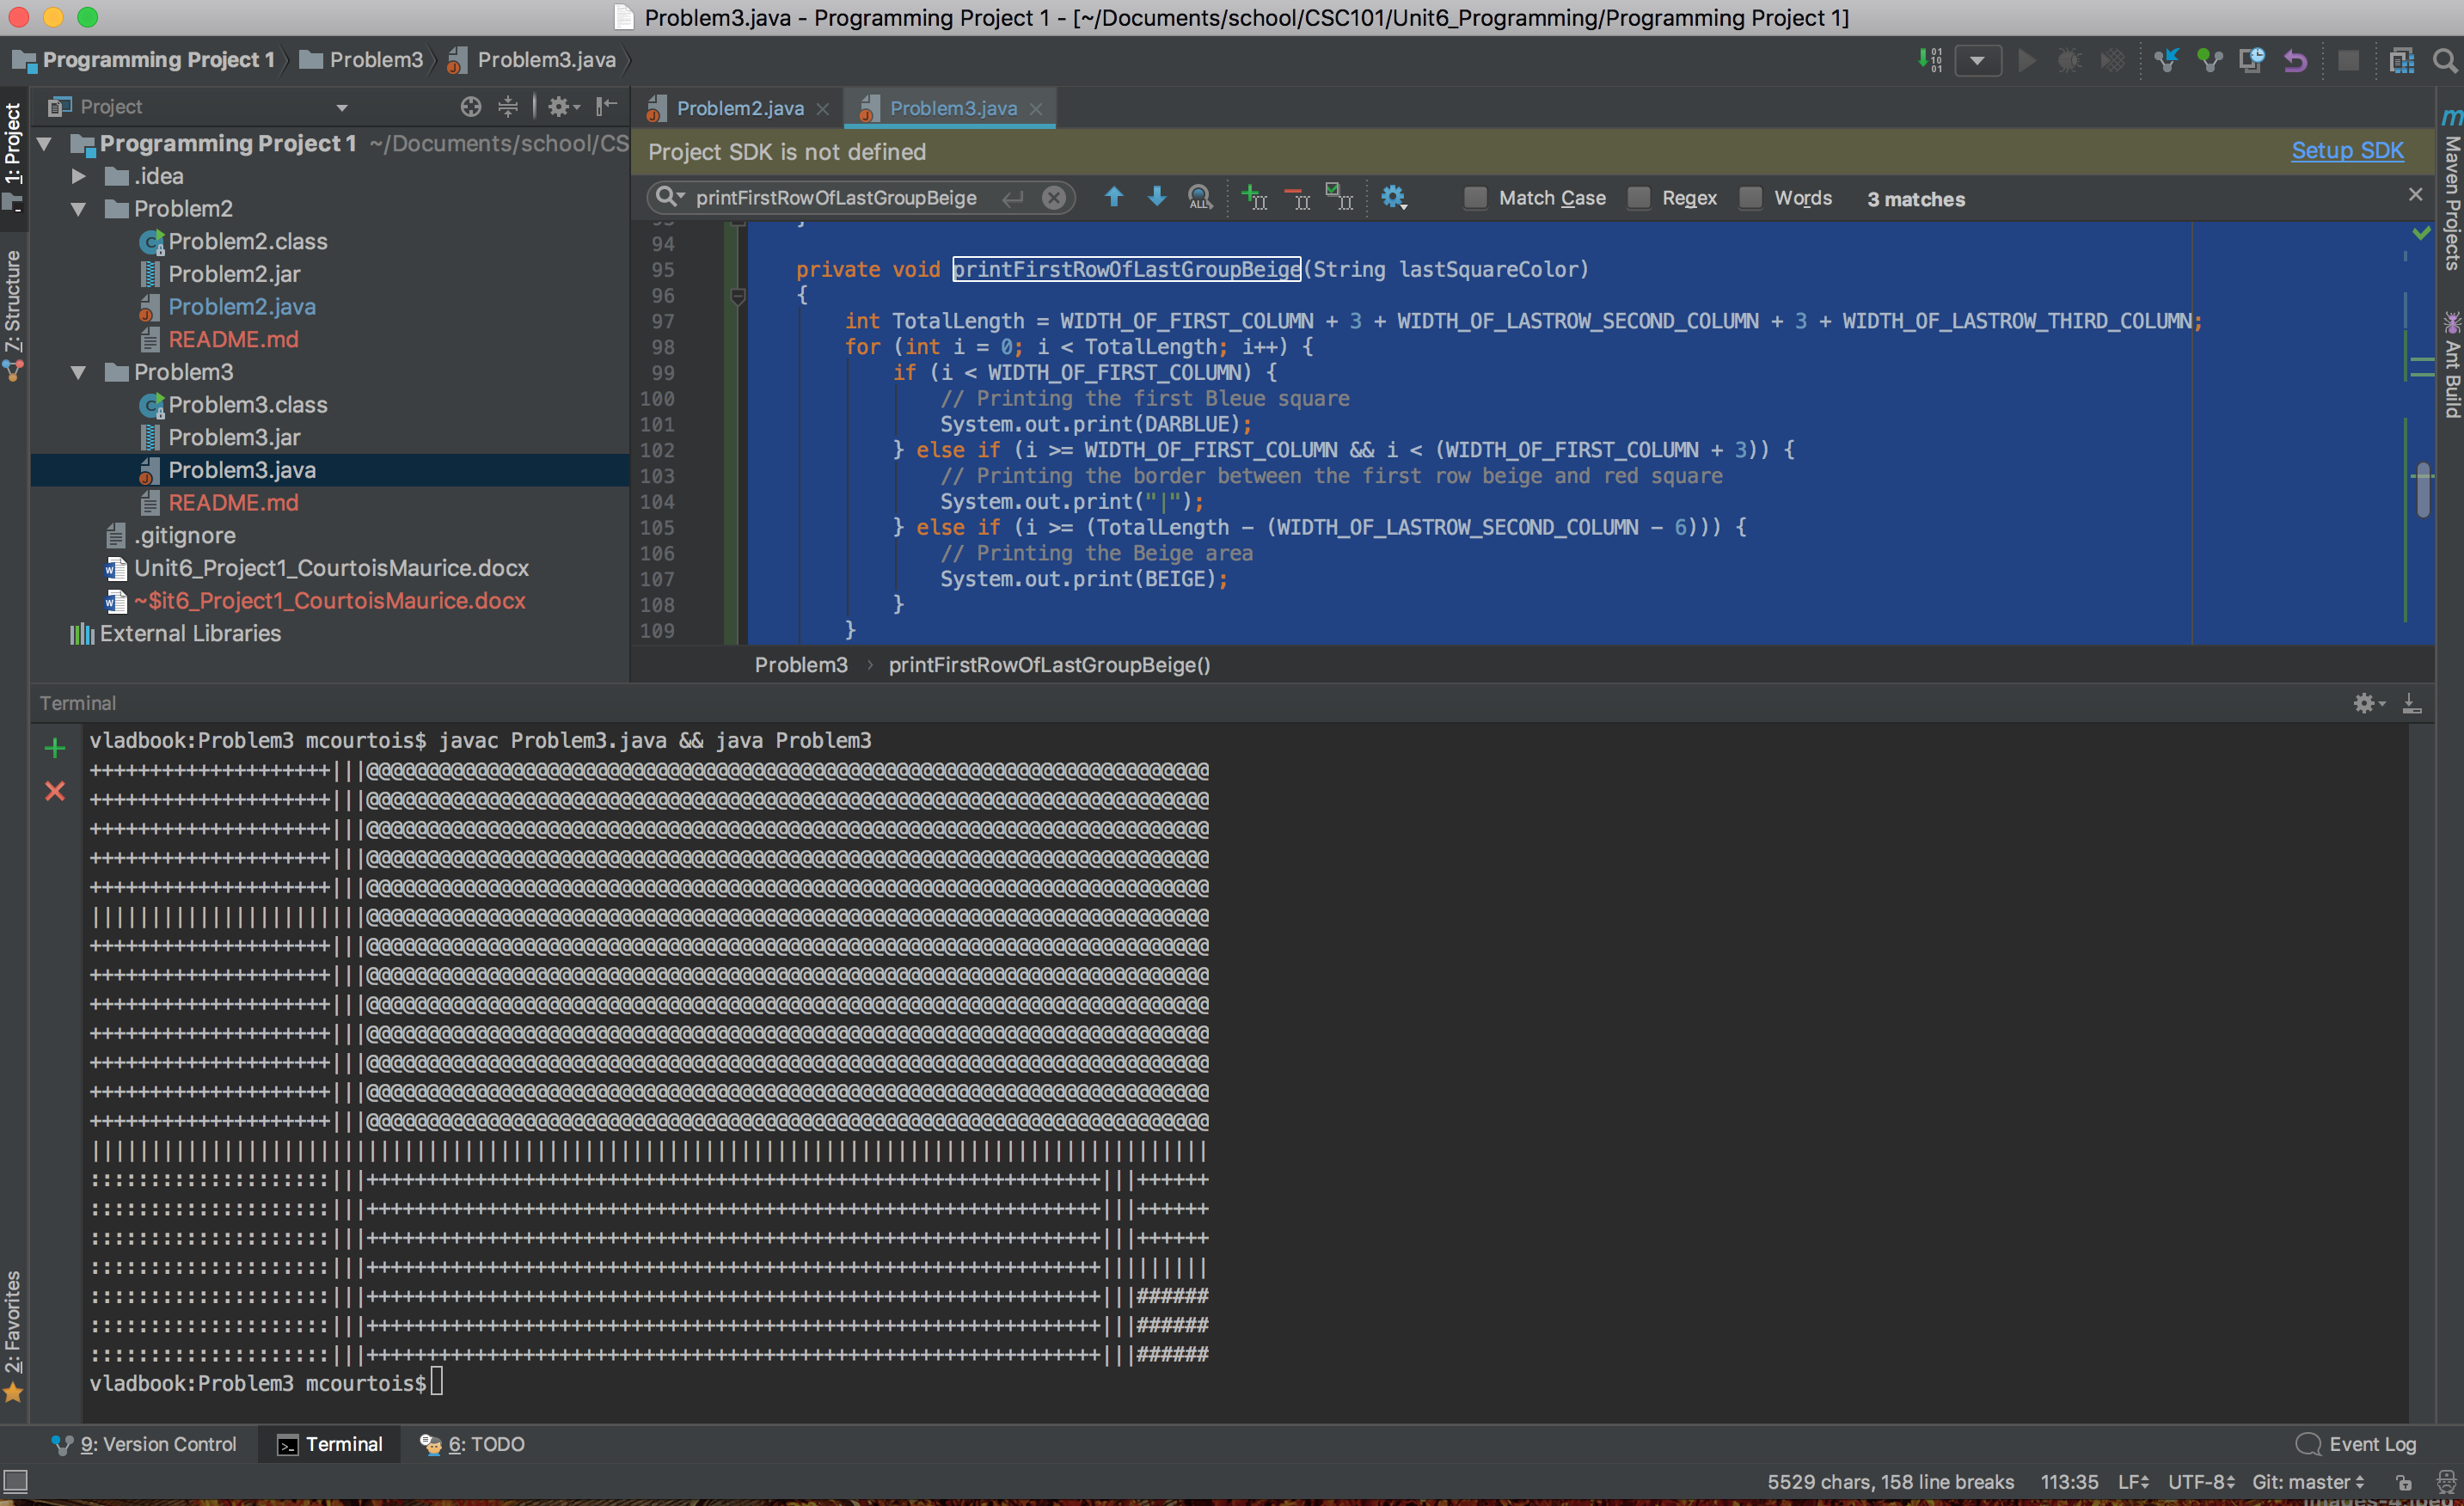 Problem3.java - Programming Project 1 - [~/Documents/school/CSC101/Unit6_Programming/Programming Project 1]
Programming Project 1 Problem3 Problem3.java
1: Project
Z: Structure
2: Favorites
Project
Programming Project 1 ~/Documents/school/CS
.idea
Problem2
Problem2.class
Problem2.jar
Problem2.java
README.md
Problem3
Problem3.class
Problem3.jar
Problem3.java
README.md
.gitignore
Unit6_Project1_CourtoisMaurice.docx
~$it6_Project1_CourtoisMaurice.docx
External Libraries
Problem2.java Problem3.java
Project SDK is not defined Setup SDK
printFirstRowOfLastGroupBeige Match Case Regex Words 3 matches
94
95 private void printFirstRowOfLastGroupBeige(String lastSquareColor)
96 {
97 int TotalLength = WIDTH_OF_FIRST_COLUMN + 3 + WIDTH_OF_LASTROW_SECOND_COLUMN + 3 + WIDTH_OF_LASTROW_THIRD_COLUMN;
98 for (int i = 0; i < TotalLength; i++) {
99 if (i < WIDTH_OF_FIRST_COLUMN) {
100 // Printing the first Bleue square
101 System.out.print(DARBLUE);
102 } else if (i >= WIDTH_OF_FIRST_COLUMN && i < (WIDTH_OF_FIRST_COLUMN + 3)) {
103 // Printing the border between the first row beige and red square
104 System.out.print("|");
105 } else if (i >= (TotalLength - (WIDTH_OF_LASTROW_SECOND_COLUMN - 6))) {
106 // Printing the Beige area
107 System.out.print(BEIGE);
108 }
109 }
Problem3 › printFirstRowOfLastGroupBeige()
Maven Projects
Ant Build
Terminal
vladbook:Problem3 mcourtois$ javac Problem3.java && java Problem3
++++++++++++++++++++|||@@@@@@@@@@@@@@@@@@@@@@@@@@@@@@@@@@@@@@@@@@@@@@@@@@@@@@@@@@@@@@@@@@@@@@
++++++++++++++++++++|||@@@@@@@@@@@@@@@@@@@@@@@@@@@@@@@@@@@@@@@@@@@@@@@@@@@@@@@@@@@@@@@@@@@@@@
++++++++++++++++++++|||@@@@@@@@@@@@@@@@@@@@@@@@@@@@@@@@@@@@@@@@@@@@@@@@@@@@@@@@@@@@@@@@@@@@@@
++++++++++++++++++++|||@@@@@@@@@@@@@@@@@@@@@@@@@@@@@@@@@@@@@@@@@@@@@@@@@@@@@@@@@@@@@@@@@@@@@@
++++++++++++++++++++|||@@@@@@@@@@@@@@@@@@@@@@@@@@@@@@@@@@@@@@@@@@@@@@@@@@@@@@@@@@@@@@@@@@@@@@
|||||||||||||||||||||||@@@@@@@@@@@@@@@@@@@@@@@@@@@@@@@@@@@@@@@@@@@@@@@@@@@@@@@@@@@@@@@@@@@@@@
++++++++++++++++++++|||@@@@@@@@@@@@@@@@@@@@@@@@@@@@@@@@@@@@@@@@@@@@@@@@@@@@@@@@@@@@@@@@@@@@@@
++++++++++++++++++++|||@@@@@@@@@@@@@@@@@@@@@@@@@@@@@@@@@@@@@@@@@@@@@@@@@@@@@@@@@@@@@@@@@@@@@@
++++++++++++++++++++|||@@@@@@@@@@@@@@@@@@@@@@@@@@@@@@@@@@@@@@@@@@@@@@@@@@@@@@@@@@@@@@@@@@@@@@
++++++++++++++++++++|||@@@@@@@@@@@@@@@@@@@@@@@@@@@@@@@@@@@@@@@@@@@@@@@@@@@@@@@@@@@@@@@@@@@@@@
++++++++++++++++++++|||@@@@@@@@@@@@@@@@@@@@@@@@@@@@@@@@@@@@@@@@@@@@@@@@@@@@@@@@@@@@@@@@@@@@@@
++++++++++++++++++++|||@@@@@@@@@@@@@@@@@@@@@@@@@@@@@@@@@@@@@@@@@@@@@@@@@@@@@@@@@@@@@@@@@@@@@@
++++++++++++++++++++|||@@@@@@@@@@@@@@@@@@@@@@@@@@@@@@@@@@@@@@@@@@@@@@@@@@@@@@@@@@@@@@@@@@@@@@
|||||||||||||||||||||||||||||||||||||||||||||||||||||||||||||||||||||||||||||||||||||||||||||
::::::::::::::::::::|||+++++++++++++++++++++++++++++++++++++++++++++++++++++++++++++|||++++++
::::::::::::::::::::|||+++++++++++++++++++++++++++++++++++++++++++++++++++++++++++++|||++++++
::::::::::::::::::::|||+++++++++++++++++++++++++++++++++++++++++++++++++++++++++++++|||++++++
::::::::::::::::::::|||+++++++++++++++++++++++++++++++++++++++++++++++++++++++++++++|||||||||
::::::::::::::::::::|||+++++++++++++++++++++++++++++++++++++++++++++++++++++++++++++|||######
::::::::::::::::::::|||+++++++++++++++++++++++++++++++++++++++++++++++++++++++++++++|||######
::::::::::::::::::::|||+++++++++++++++++++++++++++++++++++++++++++++++++++++++++++++|||######
vladbook:Problem3 mcourtois$
9: Version Control Terminal 6: TODO Event Log
5529 chars, 158 line breaks 113:35 LF UTF-8 Git: master